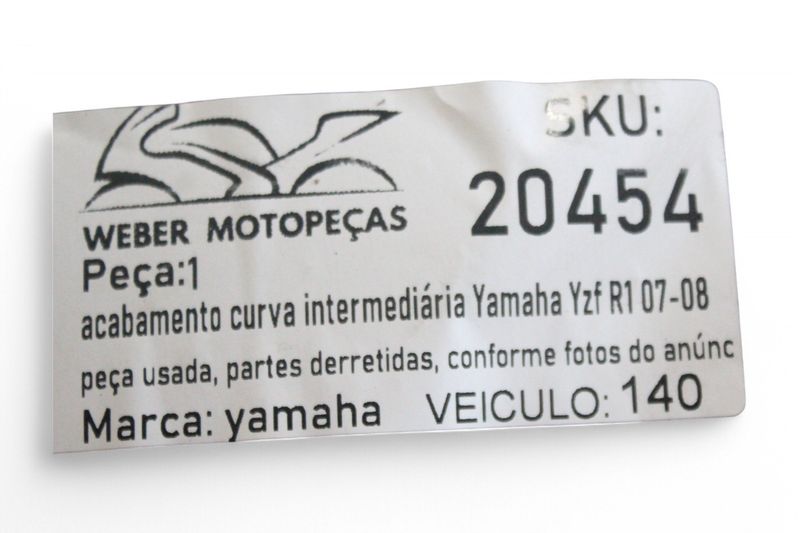 SKU:
20454
WEBER MOTOPEÇAS
Peça:1
acabamento curva intermediária Yamaha Yzf R1 07-08
peça usada, partes derretidas, conforme fotos do anúnc
Marca: yamaha VEICULO: 140